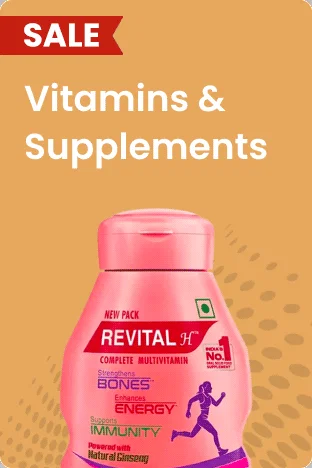 SALE
Vitamins &
Supplements
NEW PACK
REVITAL H
COMPLETE MULTIVITAMIN
INDIA'S
No.1
Strengthens
BONES
Enhances
ENERGY
Supports
IMMUNITY
Powered with
Natural Ginseng